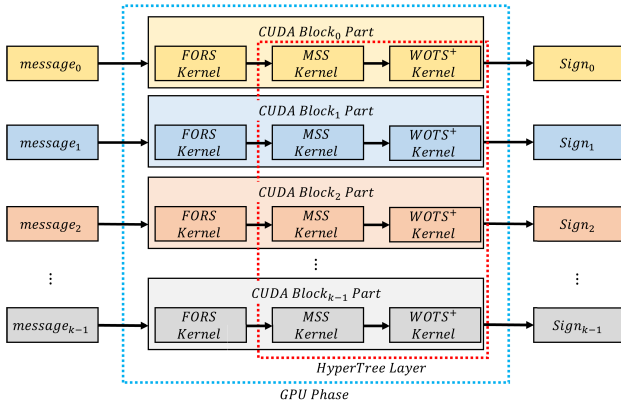 CUDA Block₀ Part
message₀
FORS
Kernel
MSS
Kernel
WOTS⁺
Kernel
Sign₀
CUDA Block₁ Part
message₁
FORS
Kernel
MSS
Kernel
WOTS⁺
Kernel
Sign₁
CUDA Block₂ Part
message₂
FORS
Kernel
MSS
Kernel
WOTS⁺
Kernel
Sign₂
⋮
...
⋮
CUDA Blockₖ₋₁ Part
messageₖ₋₁
FORS
Kernel
MSS
Kernel
WOTS⁺
Kernel
Signₖ₋₁
HyperTree Layer
GPU Phase